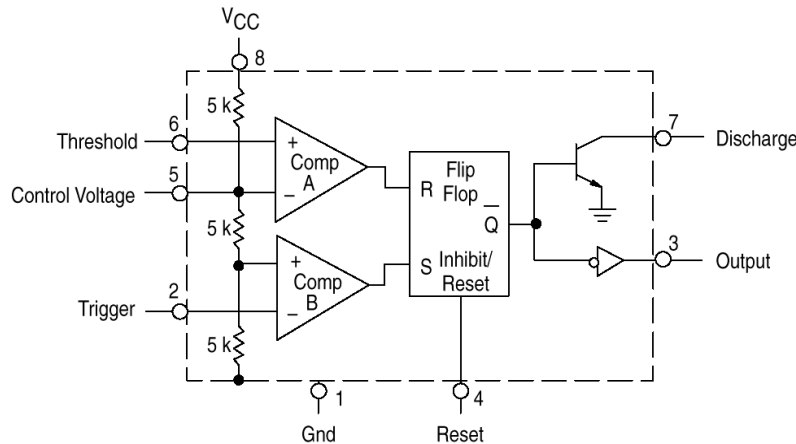 VCC
8
5 k
6
Threshold
+
Comp
A
−
5
Control Voltage
5 k
+
Comp
B
−
2
Trigger
5 k
R
Flip
Flop
Q
S
Inhibit/
Reset
7
Discharge
3
Output
1
Gnd
4
Reset